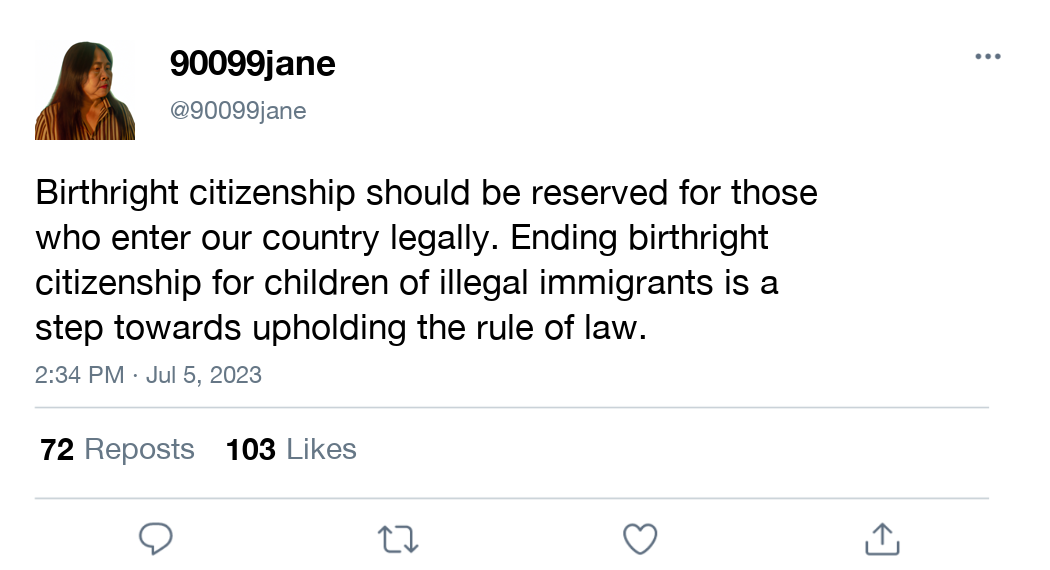 90099jane
@90099jane
Birthright citizenship should be reserved for those
who enter our country legally. Ending birthright
citizenship for children of illegal immigrants is a
step towards upholding the rule of law.
2:34 PM · Jul 5, 2023
72 Reposts 103 Likes